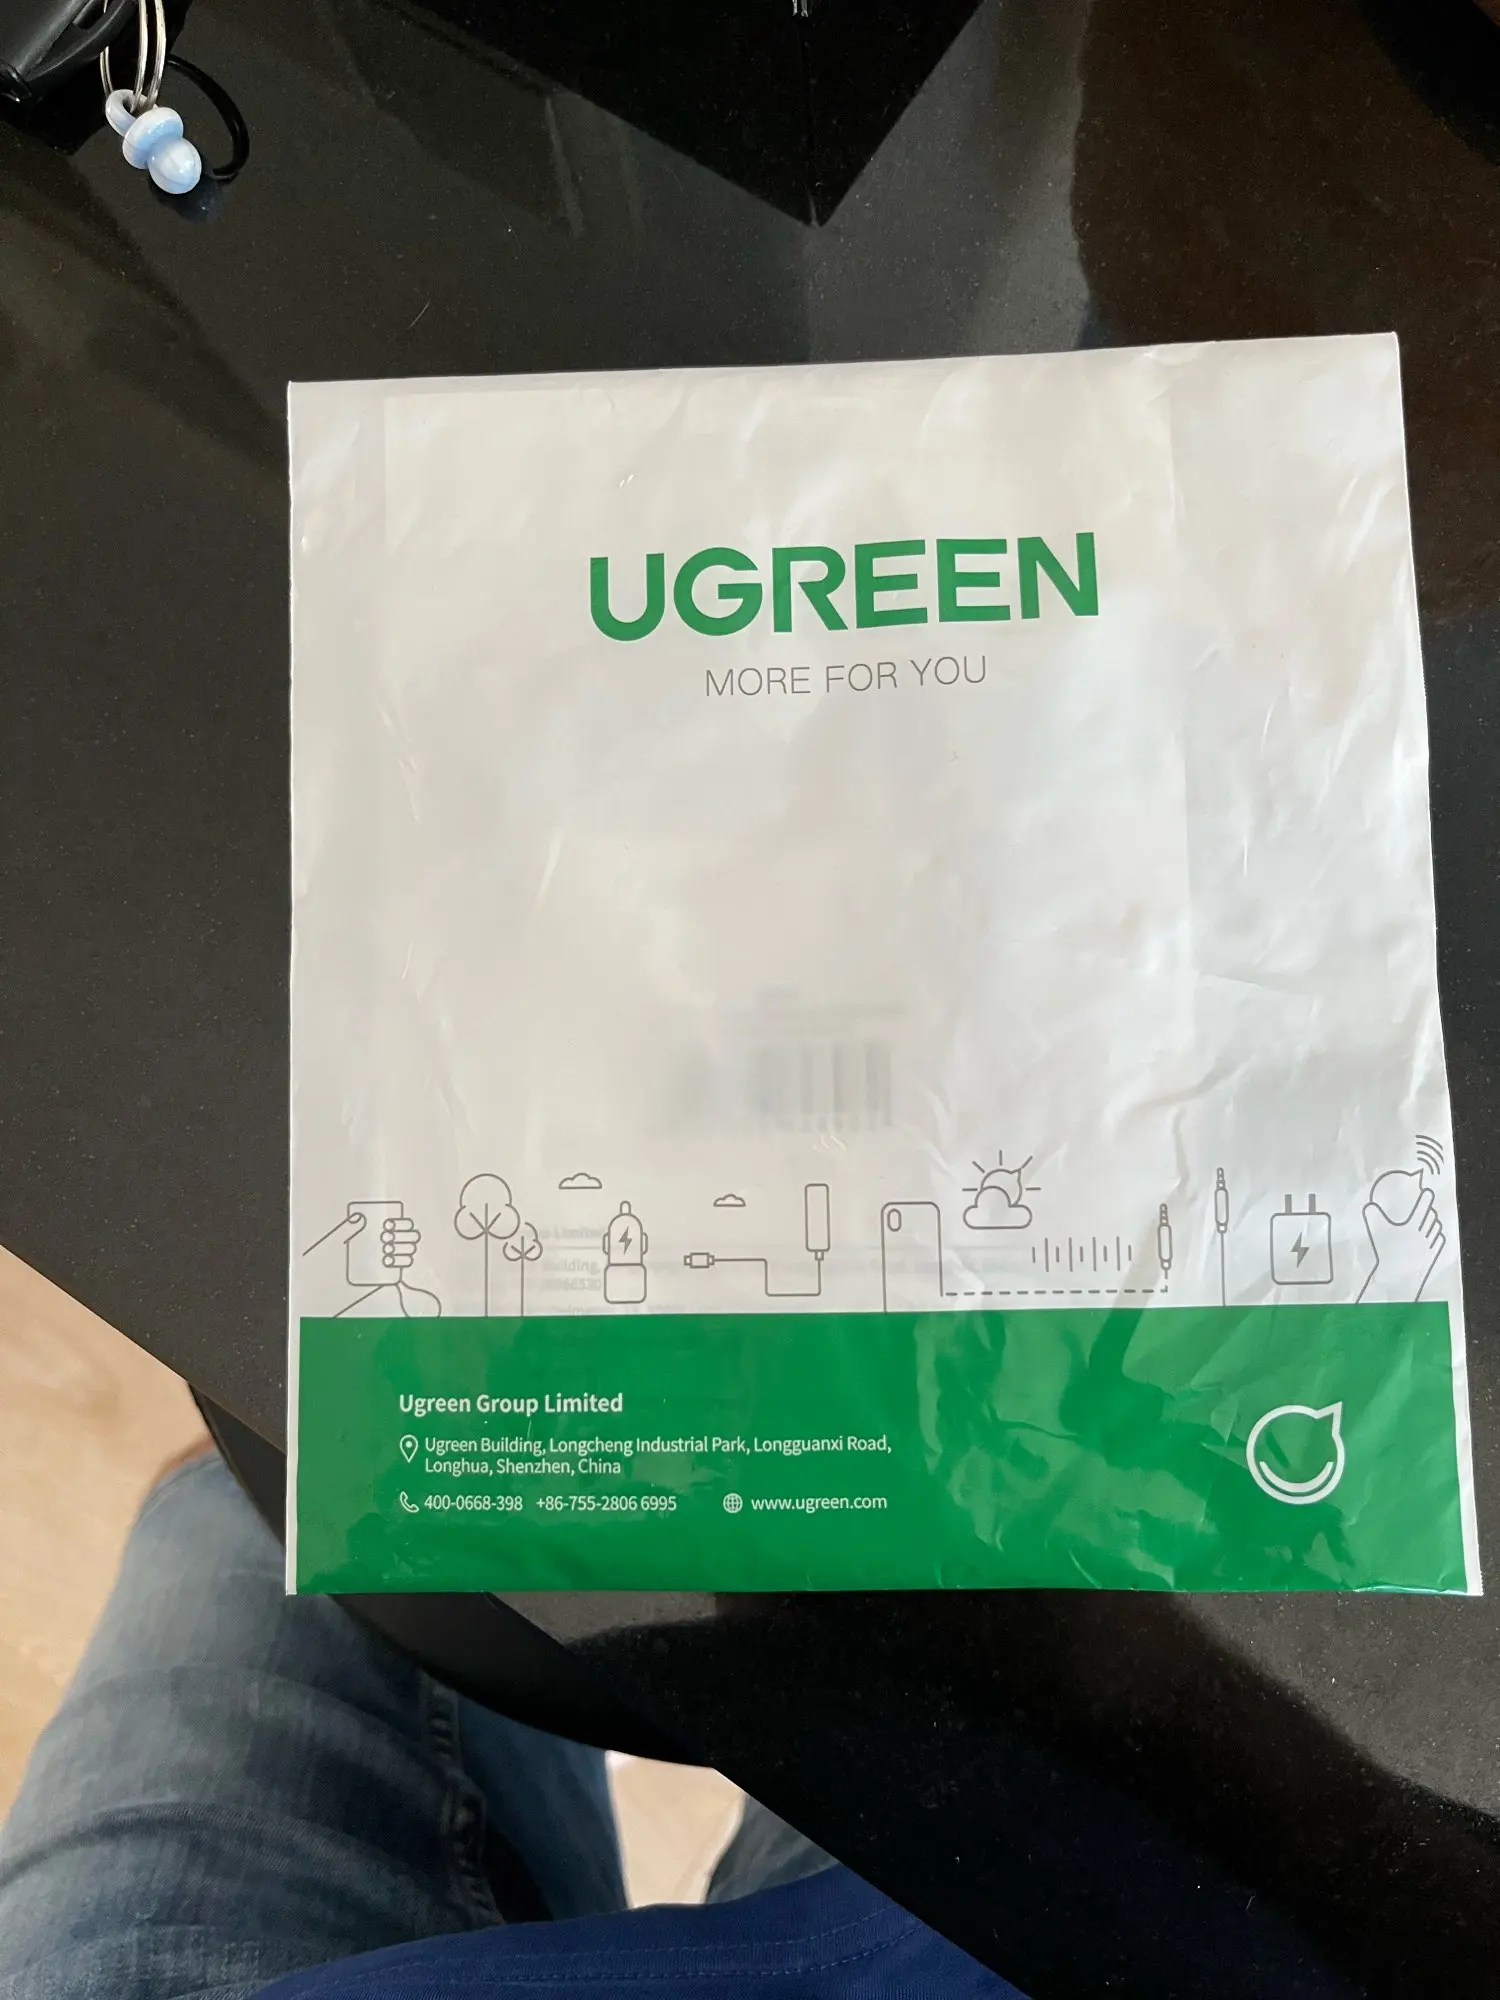 UGREEN
MORE FOR YOU
Ugreen Group Limited
Ugreen Building, Longcheng Industrial Park, Longguanxi Road,
Longhua, Shenzhen, China
400-0668-398 +86-755-2806 6995 www.ugreen.com